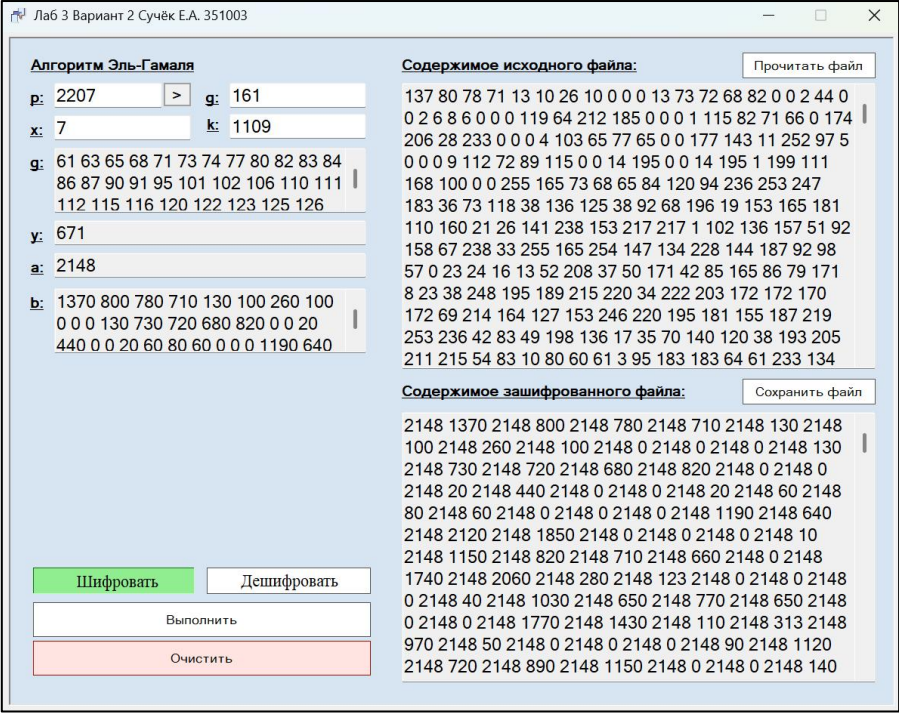 Лаб 3 Вариант 2 Сучёк Е.А. 351003
Алгоритм Эль-Гамаля
p: 2207 > g: 161
x: 7 k: 1109
g: 61 63 65 68 71 73 74 77 80 82 83 84
86 87 90 91 95 101 102 106 110 111
112 115 116 120 122 123 125 126
y: 671
a: 2148
b: 1370 800 780 710 130 100 260 100
0 0 0 130 730 720 680 820 0 0 20
440 0 0 20 60 80 60 0 0 0 1190 640
Шифровать Дешифровать
Выполнить
Очистить
Содержимое исходного файла: Прочитать файл
137 80 78 71 13 10 26 10 0 0 0 13 73 72 68 82 0 0 2 44 0
0 2 6 8 6 0 0 0 119 64 212 185 0 0 0 1 115 82 71 66 0 174
206 28 233 0 0 0 4 103 65 77 65 0 0 177 143 11 252 97 5
0 0 0 9 112 72 89 115 0 0 14 195 0 0 14 195 1 199 111
168 100 0 0 255 165 73 68 65 84 120 94 236 253 247
183 36 73 118 38 136 125 38 92 68 196 19 153 165 181
110 160 21 26 141 238 153 217 217 1 102 136 157 51 92
158 67 238 33 255 165 254 147 134 228 144 187 92 98
57 0 23 24 16 13 52 208 37 50 171 42 85 165 86 79 171
8 23 38 248 195 189 215 220 34 222 203 172 172 170
172 69 214 164 127 153 246 220 195 181 155 187 219
253 236 42 83 49 198 136 17 35 70 140 120 38 193 205
211 215 54 83 10 80 60 61 3 95 183 183 64 61 233 134
Содержимое зашифрованного файла: Сохранить файл
2148 1370 2148 800 2148 780 2148 710 2148 130 2148
100 2148 260 2148 100 2148 0 2148 0 2148 0 2148 130
2148 730 2148 720 2148 680 2148 820 2148 0 2148 0
2148 20 2148 440 2148 0 2148 0 2148 20 2148 60 2148
80 2148 60 2148 0 2148 0 2148 0 2148 1190 2148 640
2148 2120 2148 1850 2148 0 2148 0 2148 0 2148 10
2148 1150 2148 820 2148 710 2148 660 2148 0 2148
1740 2148 2060 2148 280 2148 123 2148 0 2148 0 2148
0 2148 40 2148 1030 2148 650 2148 770 2148 650 2148
0 2148 0 2148 1770 2148 1430 2148 110 2148 313 2148
970 2148 50 2148 0 2148 0 2148 0 2148 90 2148 1120
2148 720 2148 890 2148 1150 2148 0 2148 0 2148 140